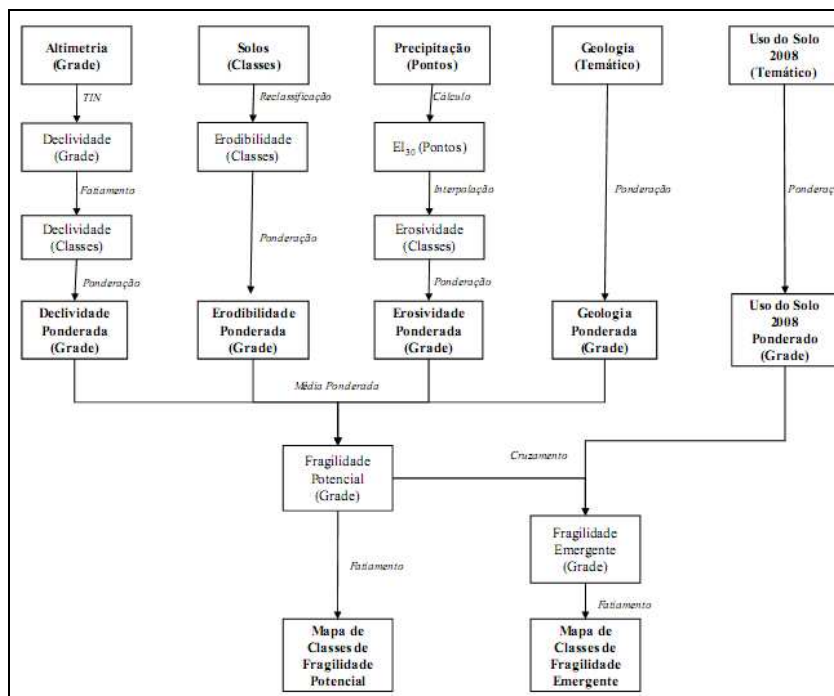 Altimetria
(Grade)
Solos
(Classes)
Precipitação
(Pontos)
Geologia
(Temático)
Uso do Solo
2008
(Temático)
TIN
Reclassificação
Cálculo
Declividade
(Grade)
Erodibilidade
(Classes)
EI30 (Pontos)
Fatiamento
Interpolação
Ponderação
Ponderaç
Declividade
(Classes)
Ponderação
Erosividade
(Classes)
Ponderação
Ponderação
Declividade
Ponderada
(Grade)
Erodibilidade
Ponderada
(Grade)
Erosividade
Ponderada
(Grade)
Geologia
Ponderada
(Grade)
Uso do Solo
2008
Ponderado
(Grade)
Média Ponderada
Fragilidade
Potencial
(Grade)
Cruzamento
Fragilidade
Emergente
(Grade)
Fatiamento
Fatiamento
Mapa de
Classes de
Fragilidade
Potencial
Mapa de
Classes de
Fragilidade
Emergente